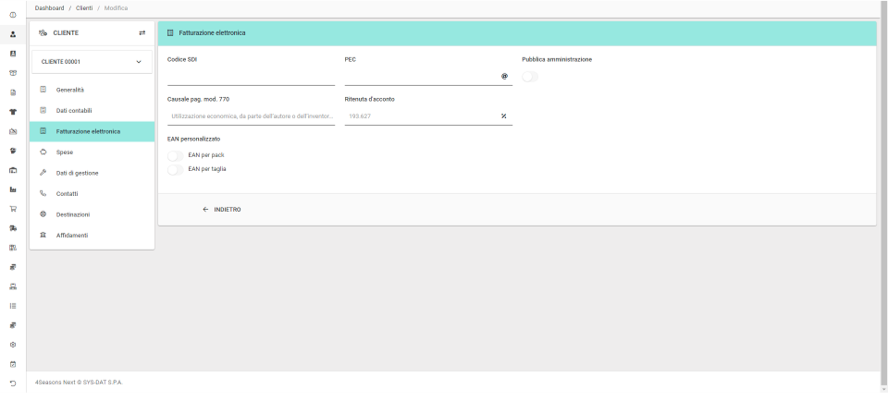 Dashboard / Clienti / Modifica
CLIENTE
CLIENTE 00001
Generalità
Dati contabili
Fatturazione elettronica
Spese
Dati di gestione
Contatti
Destinazioni
Affidamenti
Fatturazione elettronica
Codice SDI
PEC
Pubblica amministrazione
@
Causale pag. mod. 770
Ritenuta d'acconto
Utilizzazione economica, da parte dell'autore o dell'inventor...
193.627
%
EAN personalizzato
EAN per pack
EAN per taglia
← INDIETRO
4Seasons Next © SYS-DAT S.P.A.